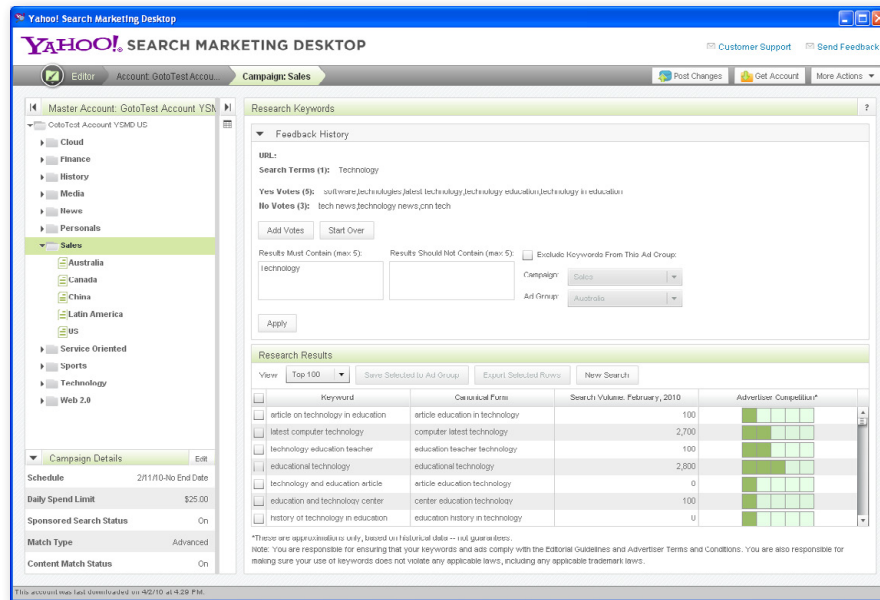 Yahoo! Search Marketing Desktop
YAHOO! SEARCH MARKETING DESKTOP
Customer Support Send Feedback
Editor Account: GotoTest Accou... Campaign: Sales Post Changes Get Account More Actions
Master Account: GotoTest Account YSM
GotoTest Account YSMD US
Cloud
Finance
History
Media
News
Personals
Sales
Australia
Canada
China
Latin America
US
Service Oriented
Sports
Technology
Web 2.0
Campaign Details Edit
Schedule 2/11/10-No End Date
Daily Spend Limit $25.00
Sponsored Search Status On
Match Type Advanced
Content Match Status On
Research Keywords ?
Feedback History
URL:
Search Terms (1): Technology
Yes Votes (5): software,technologies,latest technology,technology education,technology in education
No Votes (3): tech news,technology news,cnn tech
Add Votes Start Over
Results Must Contain (max 5): Results Should Not Contain (max 5): Exclude Keywords From This Ad Group:
Technology
Campaign: Sales
Ad Group: Australia
Apply
Research Results
View Top 100 Save Selected to Ad Group Export Selected Rows New Search
Keyword Canonical Form Search Volume: February, 2010 Advertiser Competition*
article on technology in education article education in technology 100
latest computer technology computer latest technology 2,700
technology education teacher education teacher technology 100
educational technology educational technology 2,800
technology and education article article education technology 0
education and technology center center education technology 100
history of technology in education education history in technology 0
*These are approximations only, based on historical data -- not guarantees.
Note: You are responsible for ensuring that your keywords and ads comply with the Editorial Guidelines and Advertiser Terms and Conditions. You are also responsible for
making sure your use of keywords does not violate any applicable laws, including any applicable trademark laws.
This account was last downloaded on 4/2/10 at 4:29 PM.